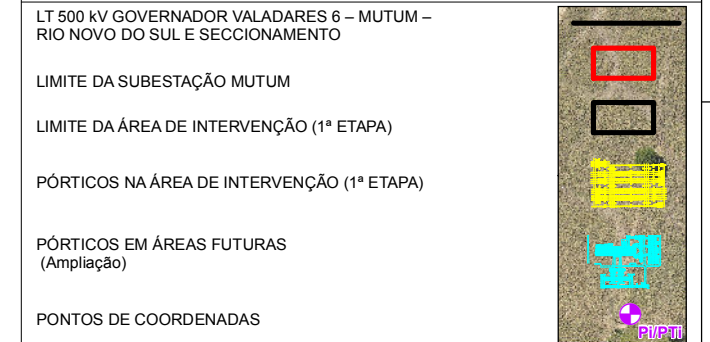 LT 500 kV GOVERNADOR VALADARES 6 – MUTUM –
RIO NOVO DO SUL E SECCIONAMENTO
LIMITE DA SUBESTAÇÃO MUTUM
LIMITE DA ÁREA DE INTERVENÇÃO (1ª ETAPA)
PÓRTICOS NA ÁREA DE INTERVENÇÃO (1ª ETAPA)
PÓRTICOS EM ÁREAS FUTURAS
(Ampliação)
PONTOS DE COORDENADAS
Pi/PTi